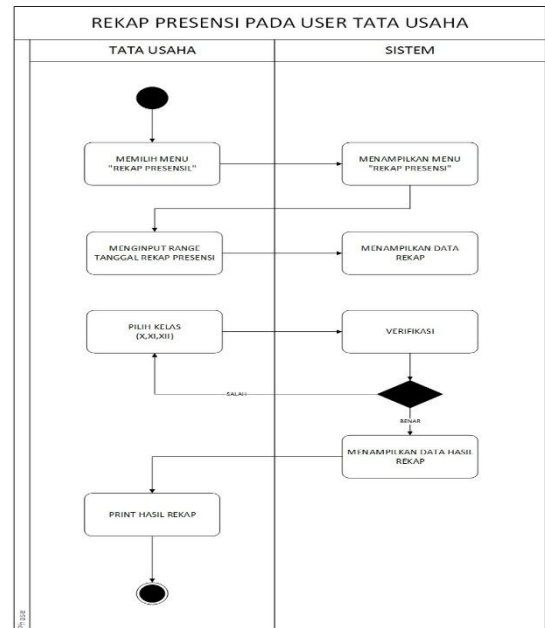 REKAP PRESENSI PADA USER TATA USAHA
TATA USAHA
SISTEM
MEMILIH MENU
"REKAP PRESENSIL"
MENAMPILKAN MENU
"REKAP PRESENSI"
MENGINPUT RANGE
TANGGAL REKAP PRESENSI
MENAMPILKAN DATA
REKAP
PILIH KELAS
(X,XI,XII)
VERIFIKASI
SALAH
BENAR
MENAMPILKAN DATA HASIL
REKAP
PRINT HASIL REKAP
Phase